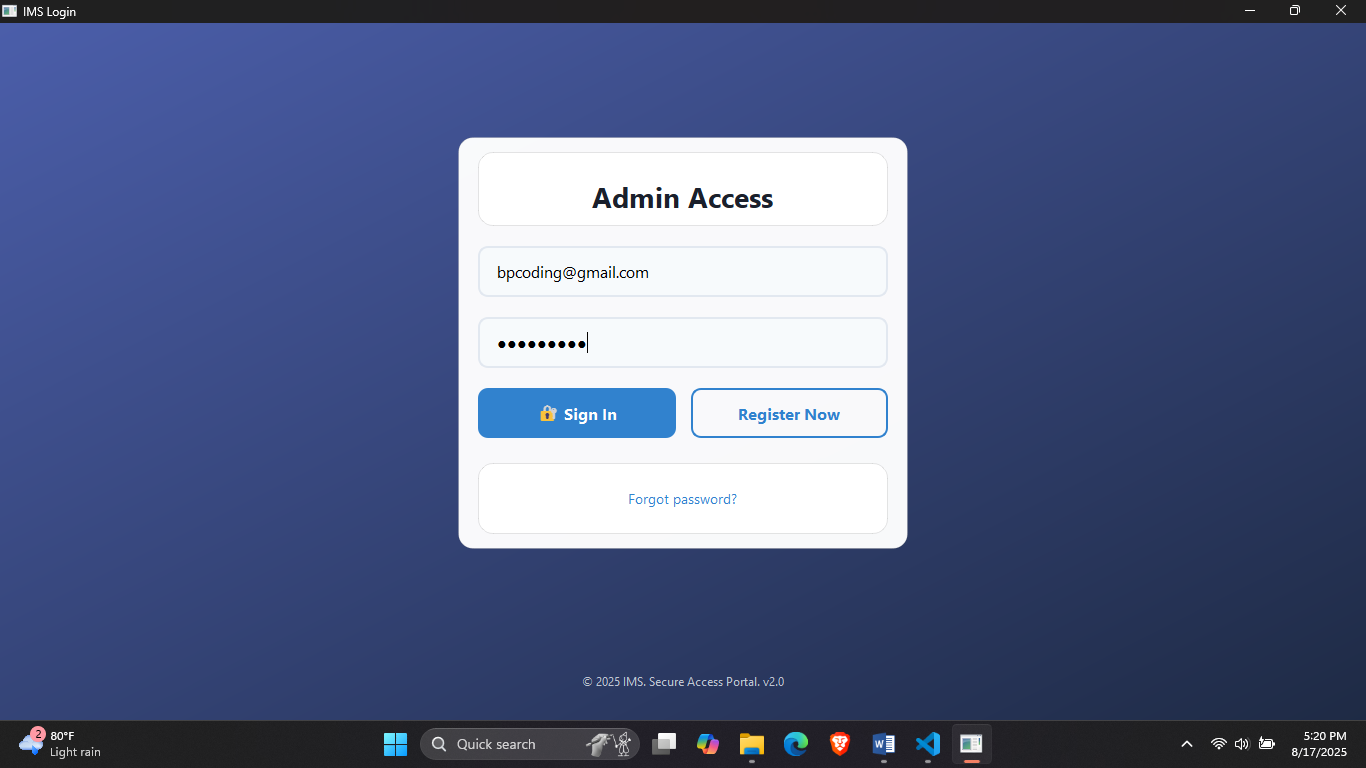 IMS Login
Admin Access
bpcoding@gmail.com
●●●●●●●●●
🔐 Sign In
Register Now
Forgot password?
© 2025 IMS. Secure Access Portal. v2.0
2
80°F
Light rain
Quick search
5:20 PM
8/17/2025